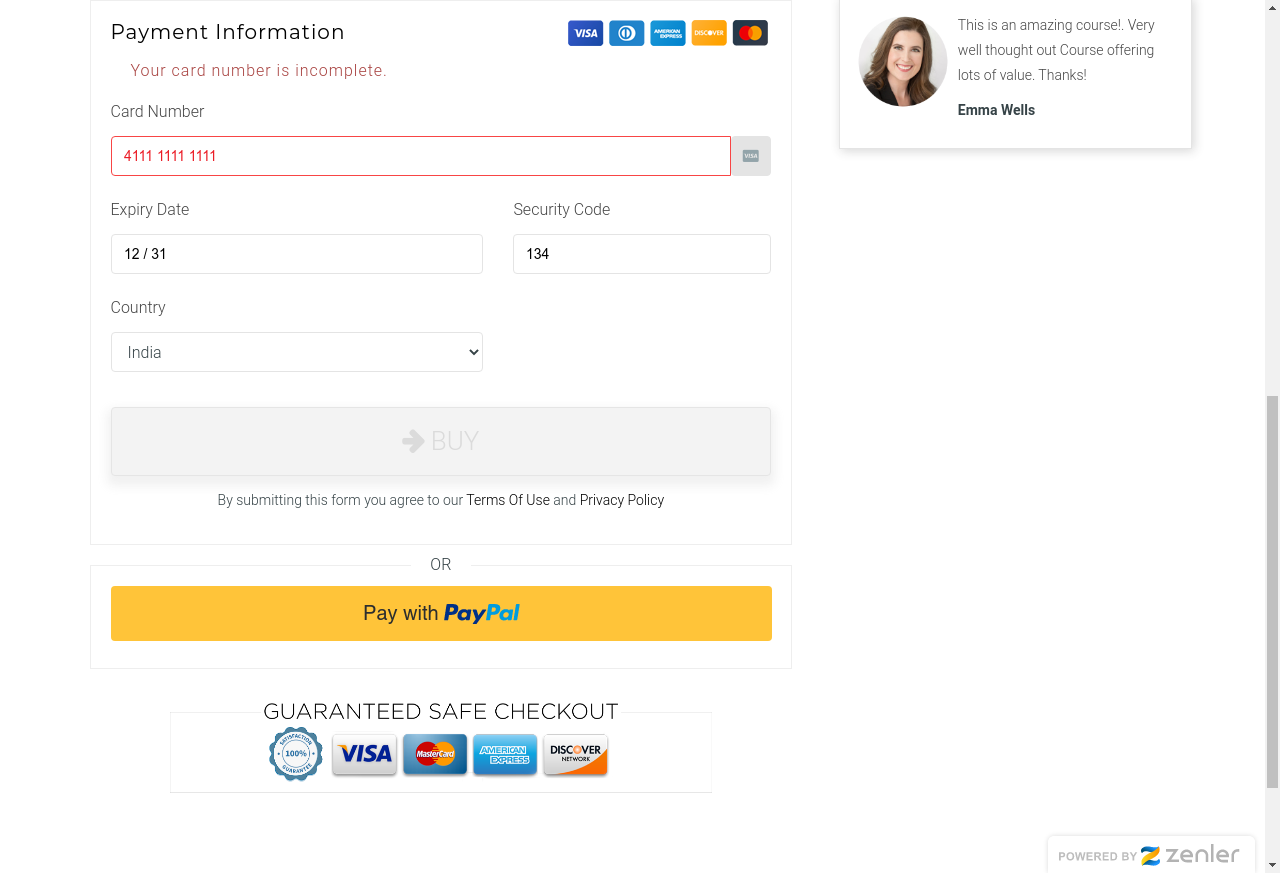 Payment Information
VISA
AMERICAN EXPRESS
DISCOVER
Your card number is incomplete.
Card Number
4111 1111 1111
VISA
Expiry Date
Security Code
12 / 31
134
Country
India
BUY
By submitting this form you agree to our Terms Of Use and Privacy Policy
OR
Pay with PayPal
GUARANTEED SAFE CHECKOUT
SATISFACTION
100%
GUARANTEE
VISA
MasterCard
AMERICAN EXPRESS
DISCOVER
NETWORK
This is an amazing course!. Very
well thought out Course offering
lots of value. Thanks!
Emma Wells
POWERED BY zenler